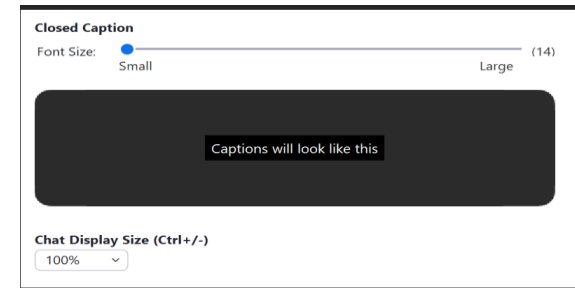 Closed Caption
Font Size: (14)
Small Large
Captions will look like this
Chat Display Size (Ctrl+/-)
100%